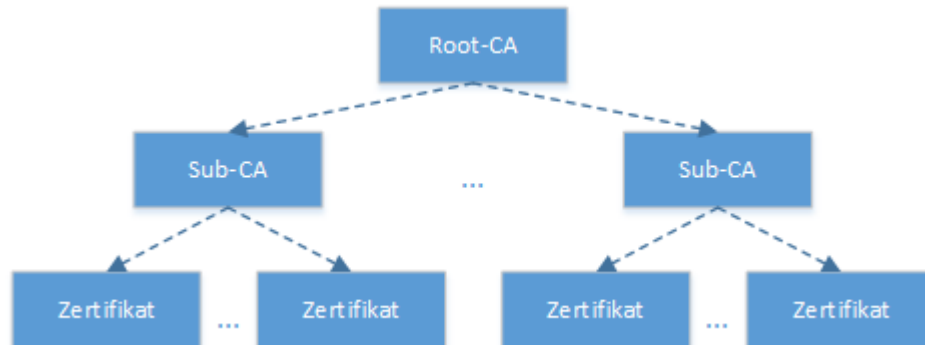 Root-CA
Sub-CA
...
Sub-CA
Zertifikat
...
Zertifikat
Zertifikat
...
Zertifikat